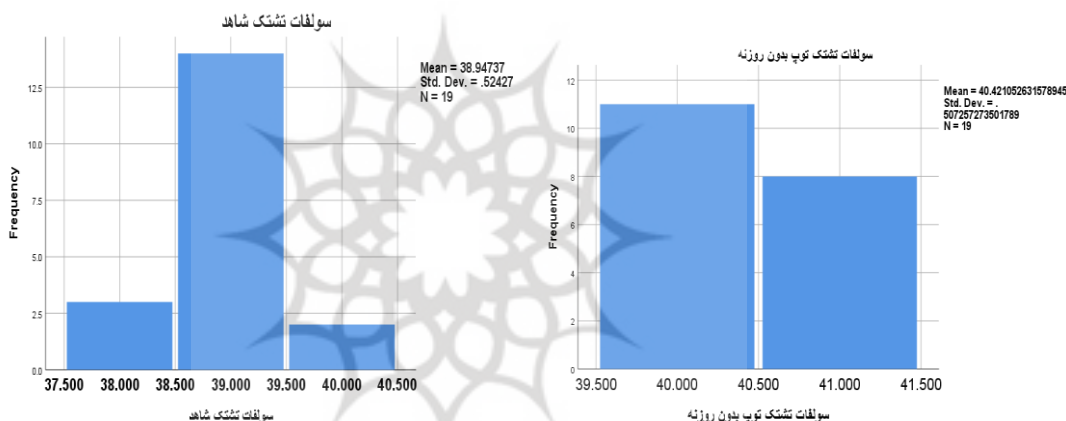 سولفات تشتک شاهد
Mean = 38.94737
Std. Dev. = .52427
N = 19
Frequency
12.5
10.0
7.5
5.0
2.5
0.0
37.500 38.000 38.500 39.000 39.500 40.000 40.500
سولفات تشتک شاهد
سولفات تشتک توپ بدون روزنه
Mean = 40.421052631578945
Std. Dev. = .
507257273501789
N = 19
Frequency
12
10
8
6
4
2
0
39.500 40.000 40.500 41.000 41.500
سولفات تشتک توپ بدون روزنه